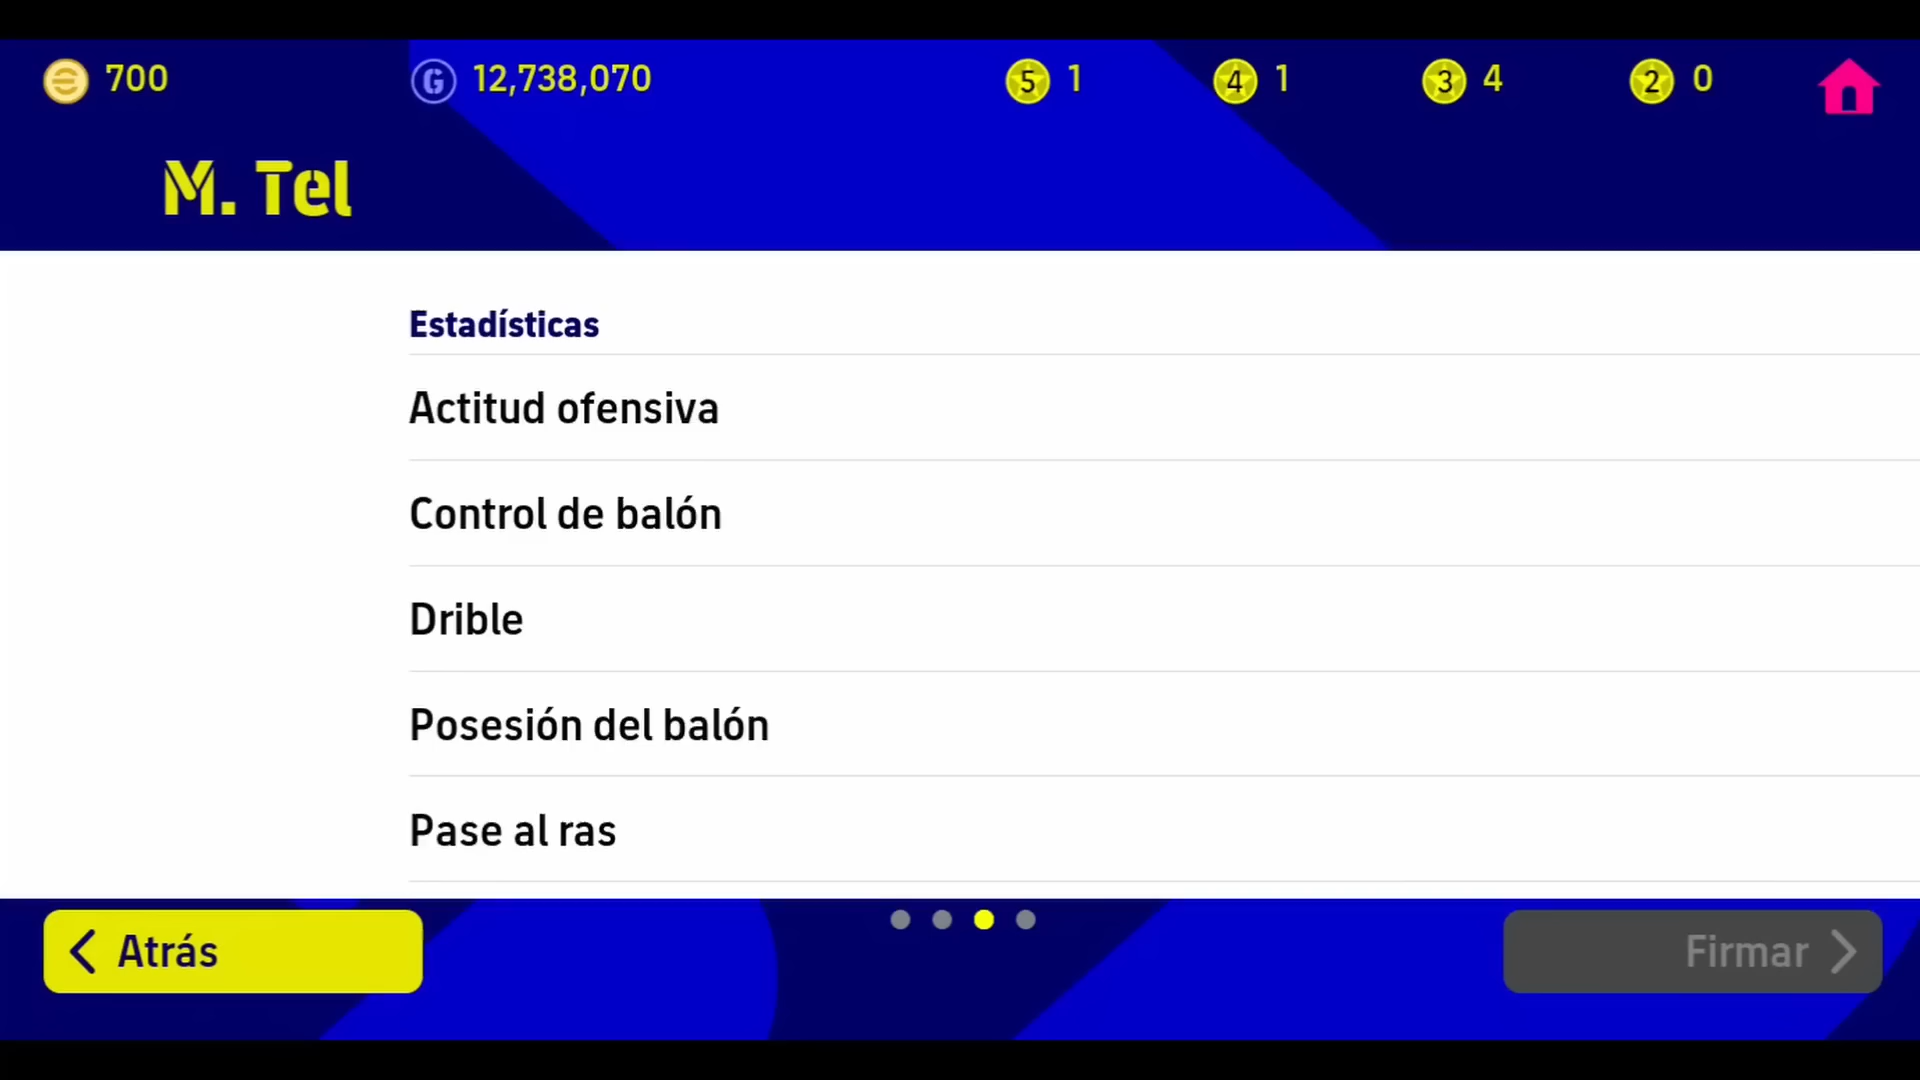 700
G 12,738,070
5 1
4 1
3 4
2 0
M. Tel
Estadísticas
Actitud ofensiva
Control de balón
Drible
Posesión del balón
Pase al ras
Atrás
Firmar